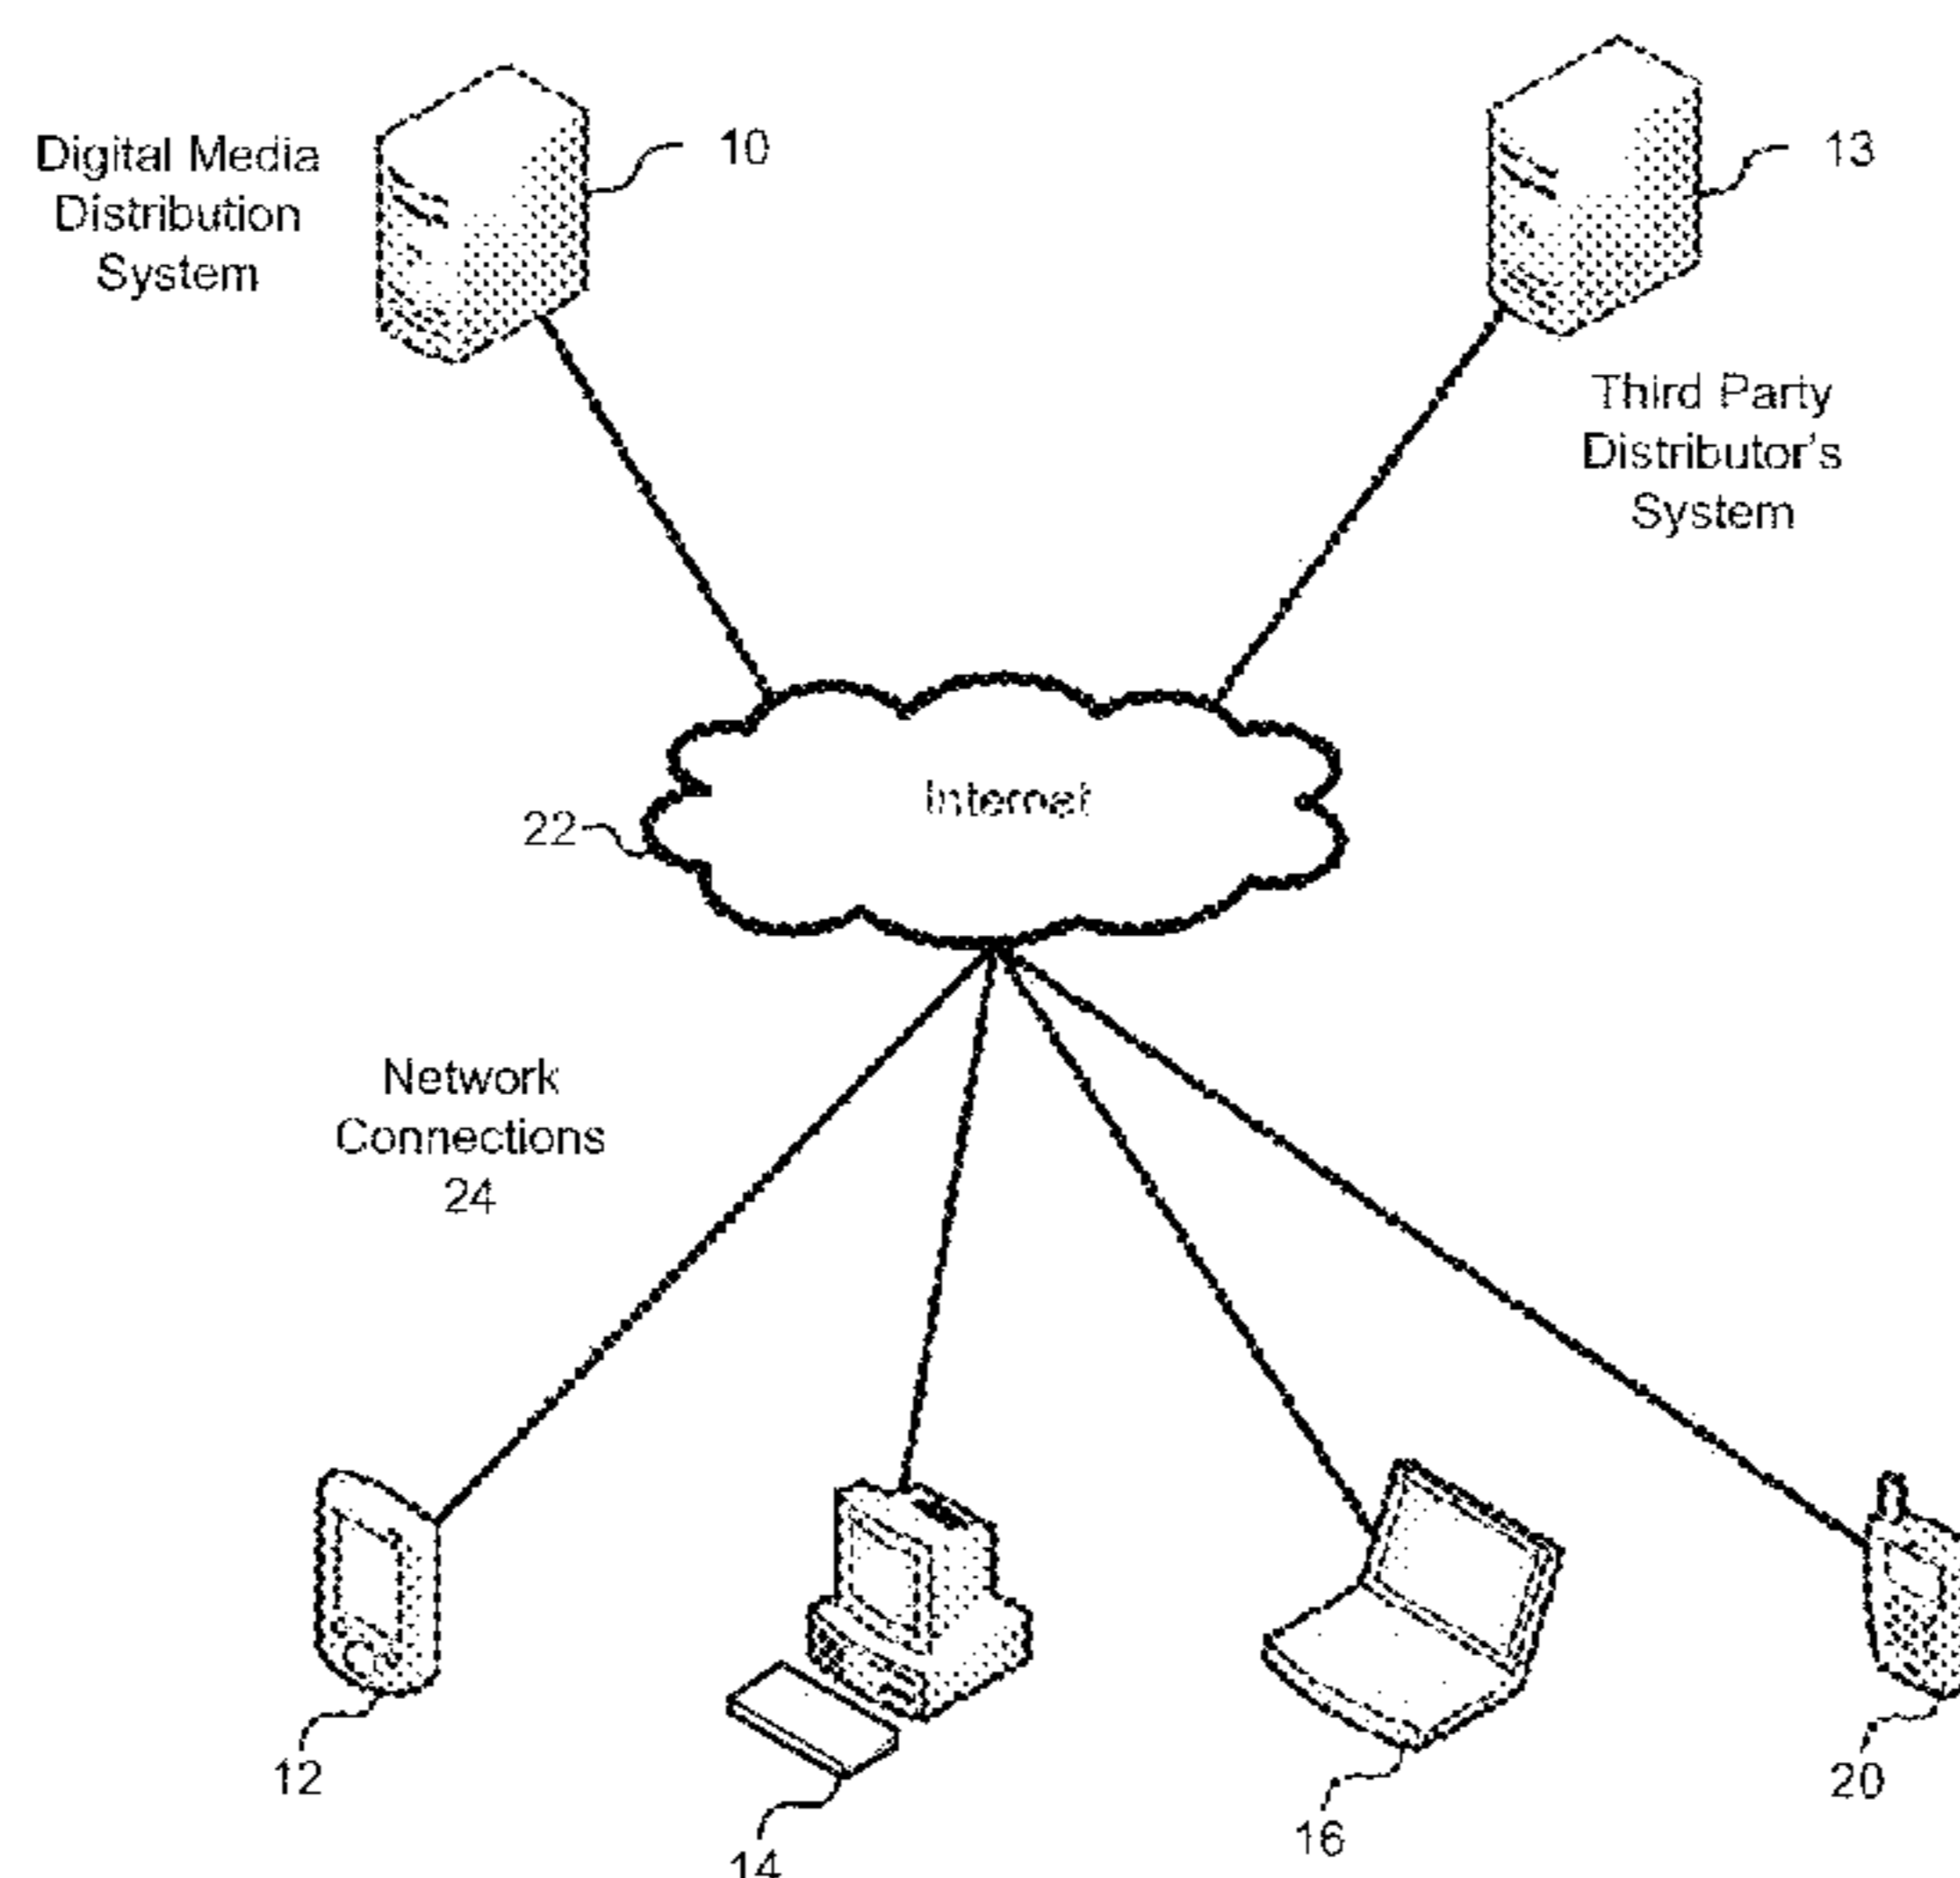 Digital Media
Distribution
System
10
13
Third Party
Distributor's
System
Internet
22
Network
Connections
24
12
14
16
20